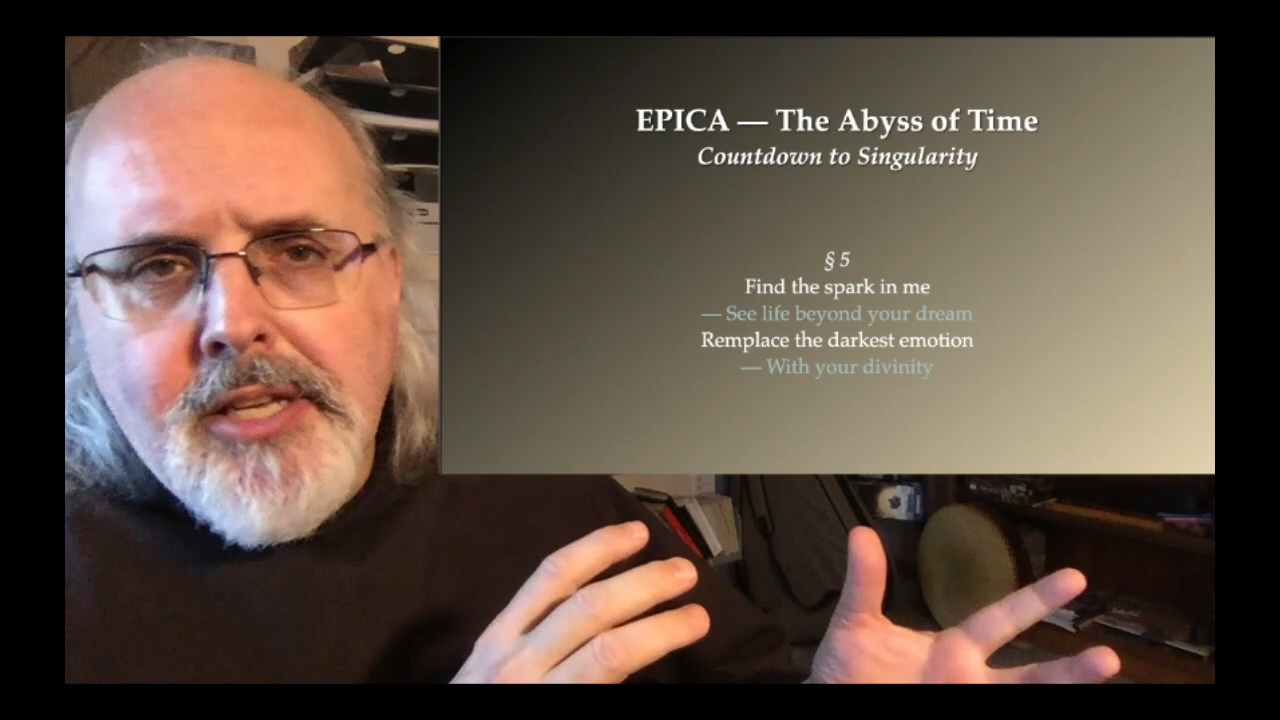 EPICA — The Abyss of Time
Countdown to Singularity
§ 5
Find the spark in me
— See life beyond your dream
Remplace the darkest emotion
— With your divinity